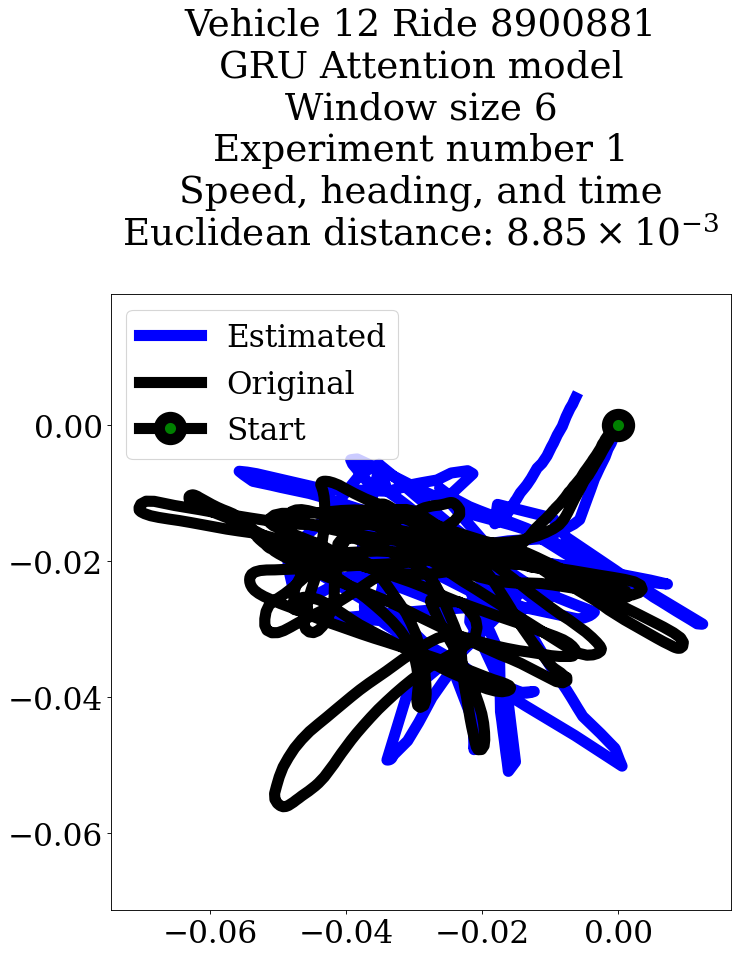 Vehicle 12 Ride 8900881
GRU Attention model
Window size 6
Experiment number 1
Speed, heading, and time
Euclidean distance: 8.85 × 10⁻³
Estimated
Original
Start
0.00
−0.02
−0.04
−0.06
−0.06 −0.04 −0.02 0.00